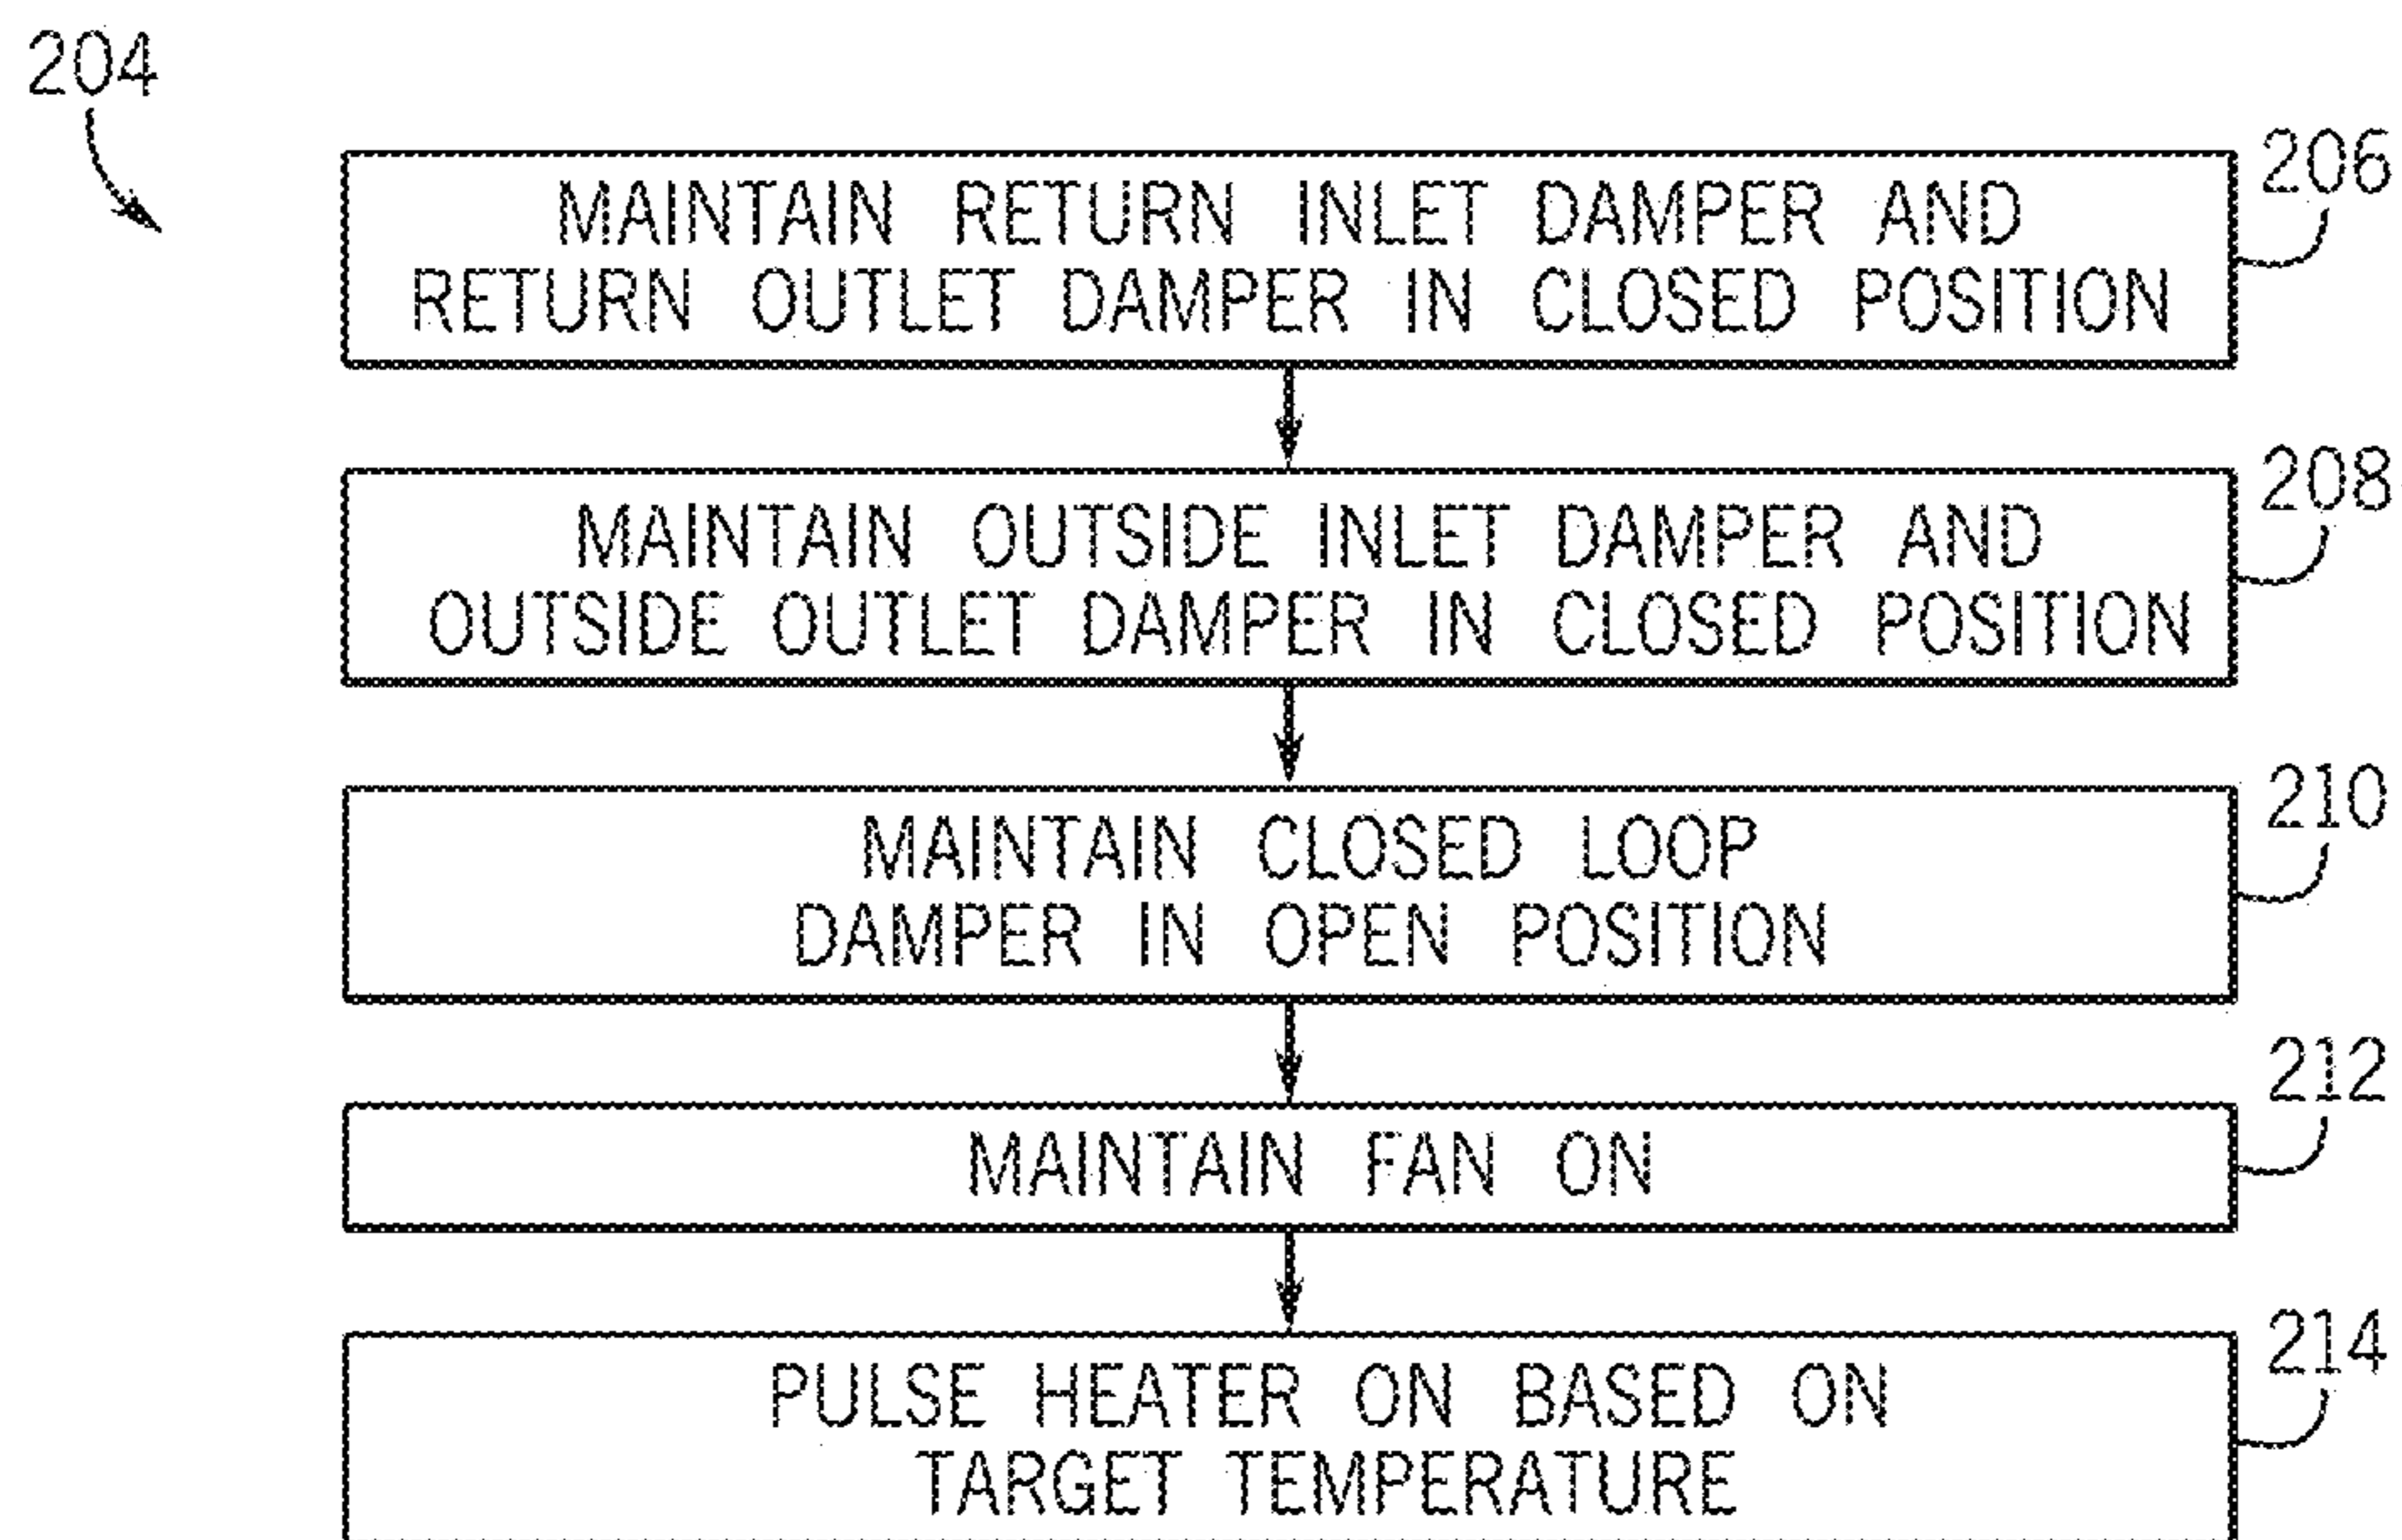 204
206
MAINTAIN RETURN INLET DAMPER AND
RETURN OUTLET DAMPER IN CLOSED POSITION
208
MAINTAIN OUTSIDE INLET DAMPER AND
OUTSIDE OUTLET DAMPER IN CLOSED POSITION
210
MAINTAIN CLOSED LOOP
DAMPER IN OPEN POSITION
212
MAINTAIN FAN ON
214
PULSE HEATER ON BASED ON
TARGET TEMPERATURE